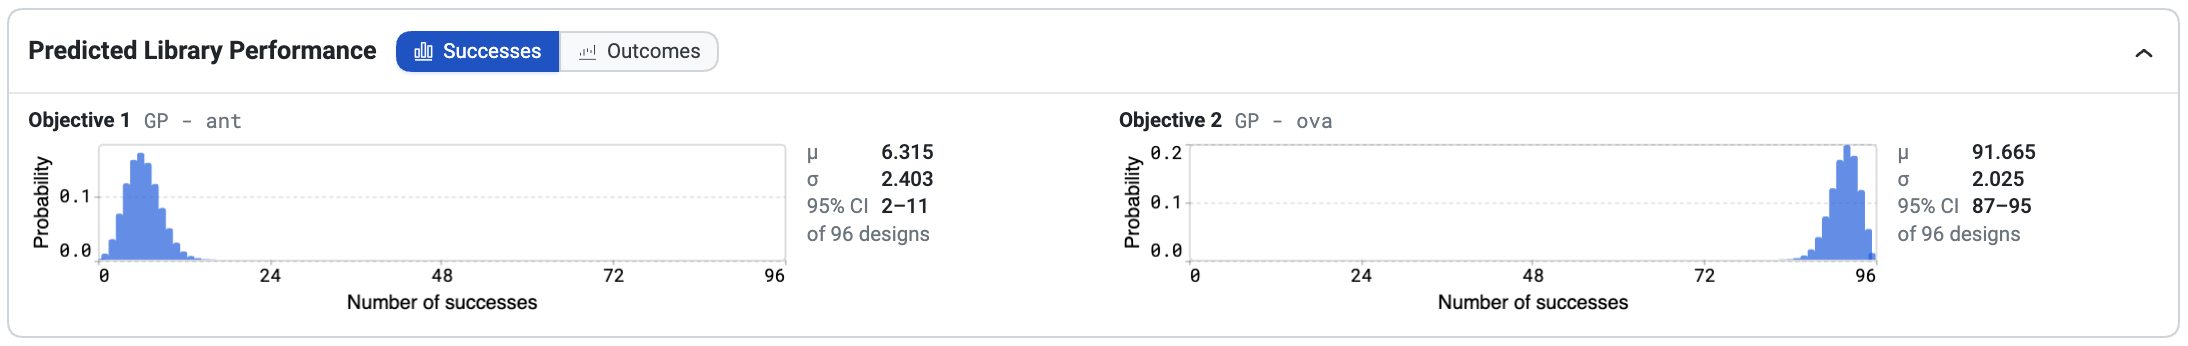 Predicted Library Performance Successes Outcomes
Objective 1 GP - ant
Probability
0.1
0.0
0 24 48 72 96
Number of successes
μ 6.315
σ 2.403
95% CI 2–11
of 96 designs
Objective 2 GP - ova
Probability
0.2
0.1
0.0
0 24 48 72 96
Number of successes
μ 91.665
σ 2.025
95% CI 87–95
of 96 designs